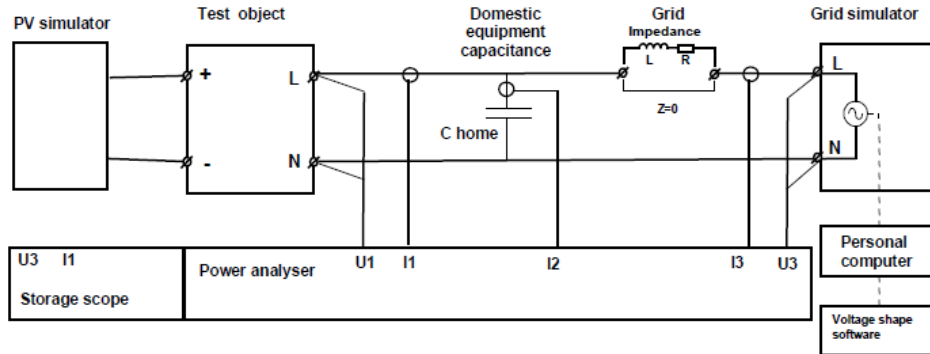 PV simulator
Test object
Domestic
equipment
capacitance
Grid
Impedance
Grid simulator
L R
+
L
L
Z=0
C home
-
N
N
U3 I1
Storage scope
Power analyser
U1 I1 I2 I3 U3
Personal
computer
Voltage shape
software